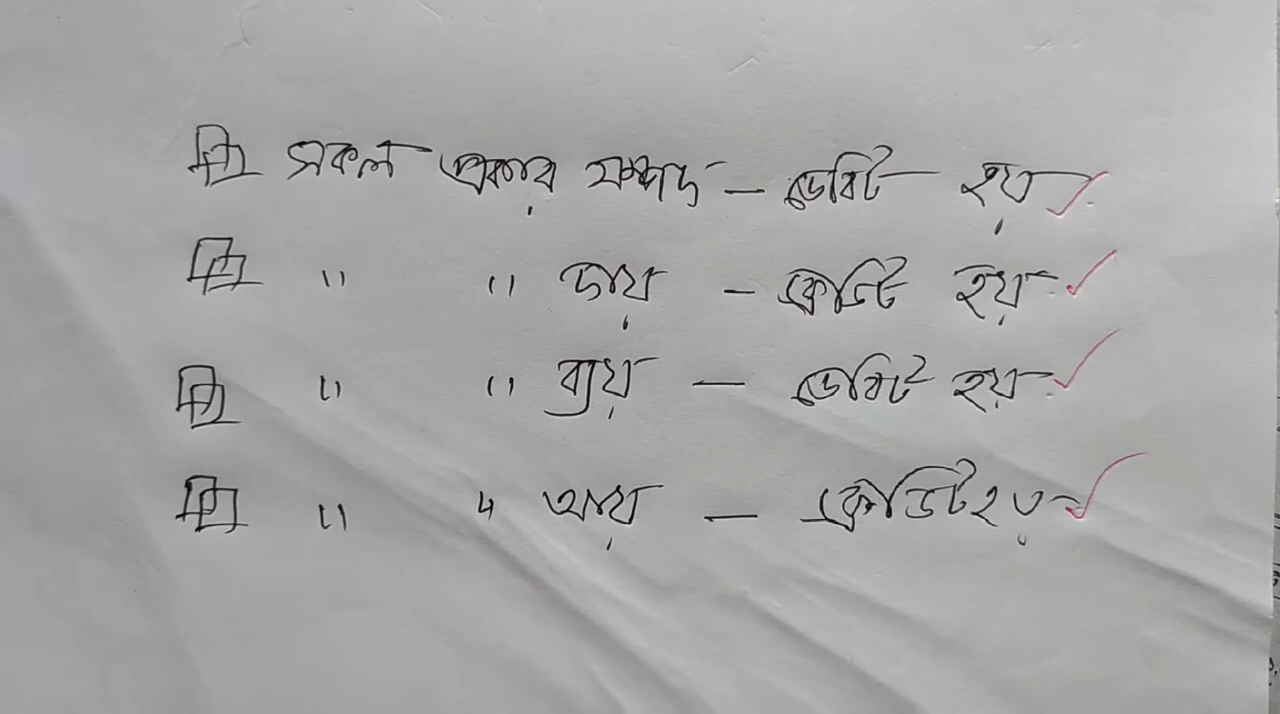 সকল প্রকার সম্পদ — ডেবিট হয়
" " দায় — ক্রেডিট হয়
" " ব্যয় — ডেবিট হয়
" " আয় — ক্রেডিট হয়